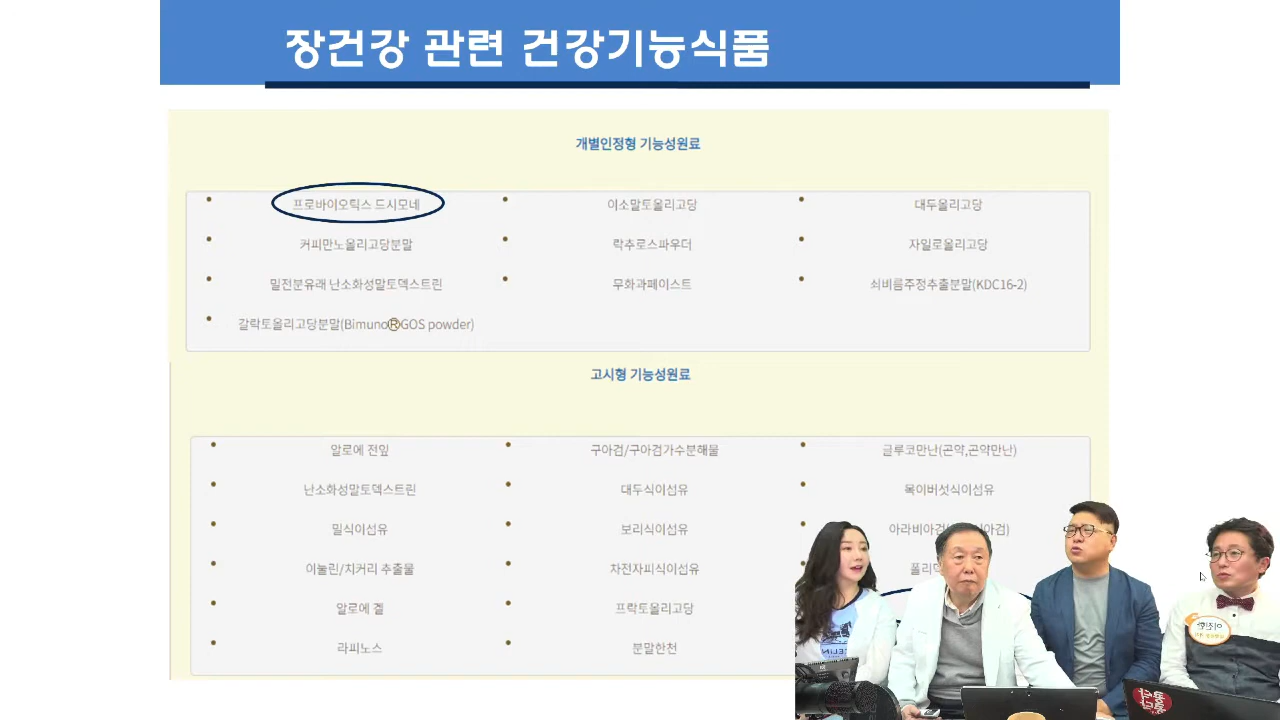 장건강 관련 건강기능식품
개별인정형 기능성원료
프로바이오틱스 드시모네 이소말토올리고당 대두올리고당
커피만노올리고당분말 락추로스파우더 자일로올리고당
밀전분유래 난소화성말토덱스트린 무화과페이스트 쇠비름주정추출분말(KDC16-2)
갈락토올리고당분말(Bimuno®GOS powder)
고시형 기능성원료
알로에 전잎 구아검/구아검가수분해물 글루코만난(곤약,곤약만난)
난소화성말토덱스트린 대두식이섬유 목이버섯식이섬유
밀식이섬유 보리식이섬유
이눌린/치커리 추출물 차전자피식이섬유
알로에 겔 프락토올리고당
라피노스 분말한천